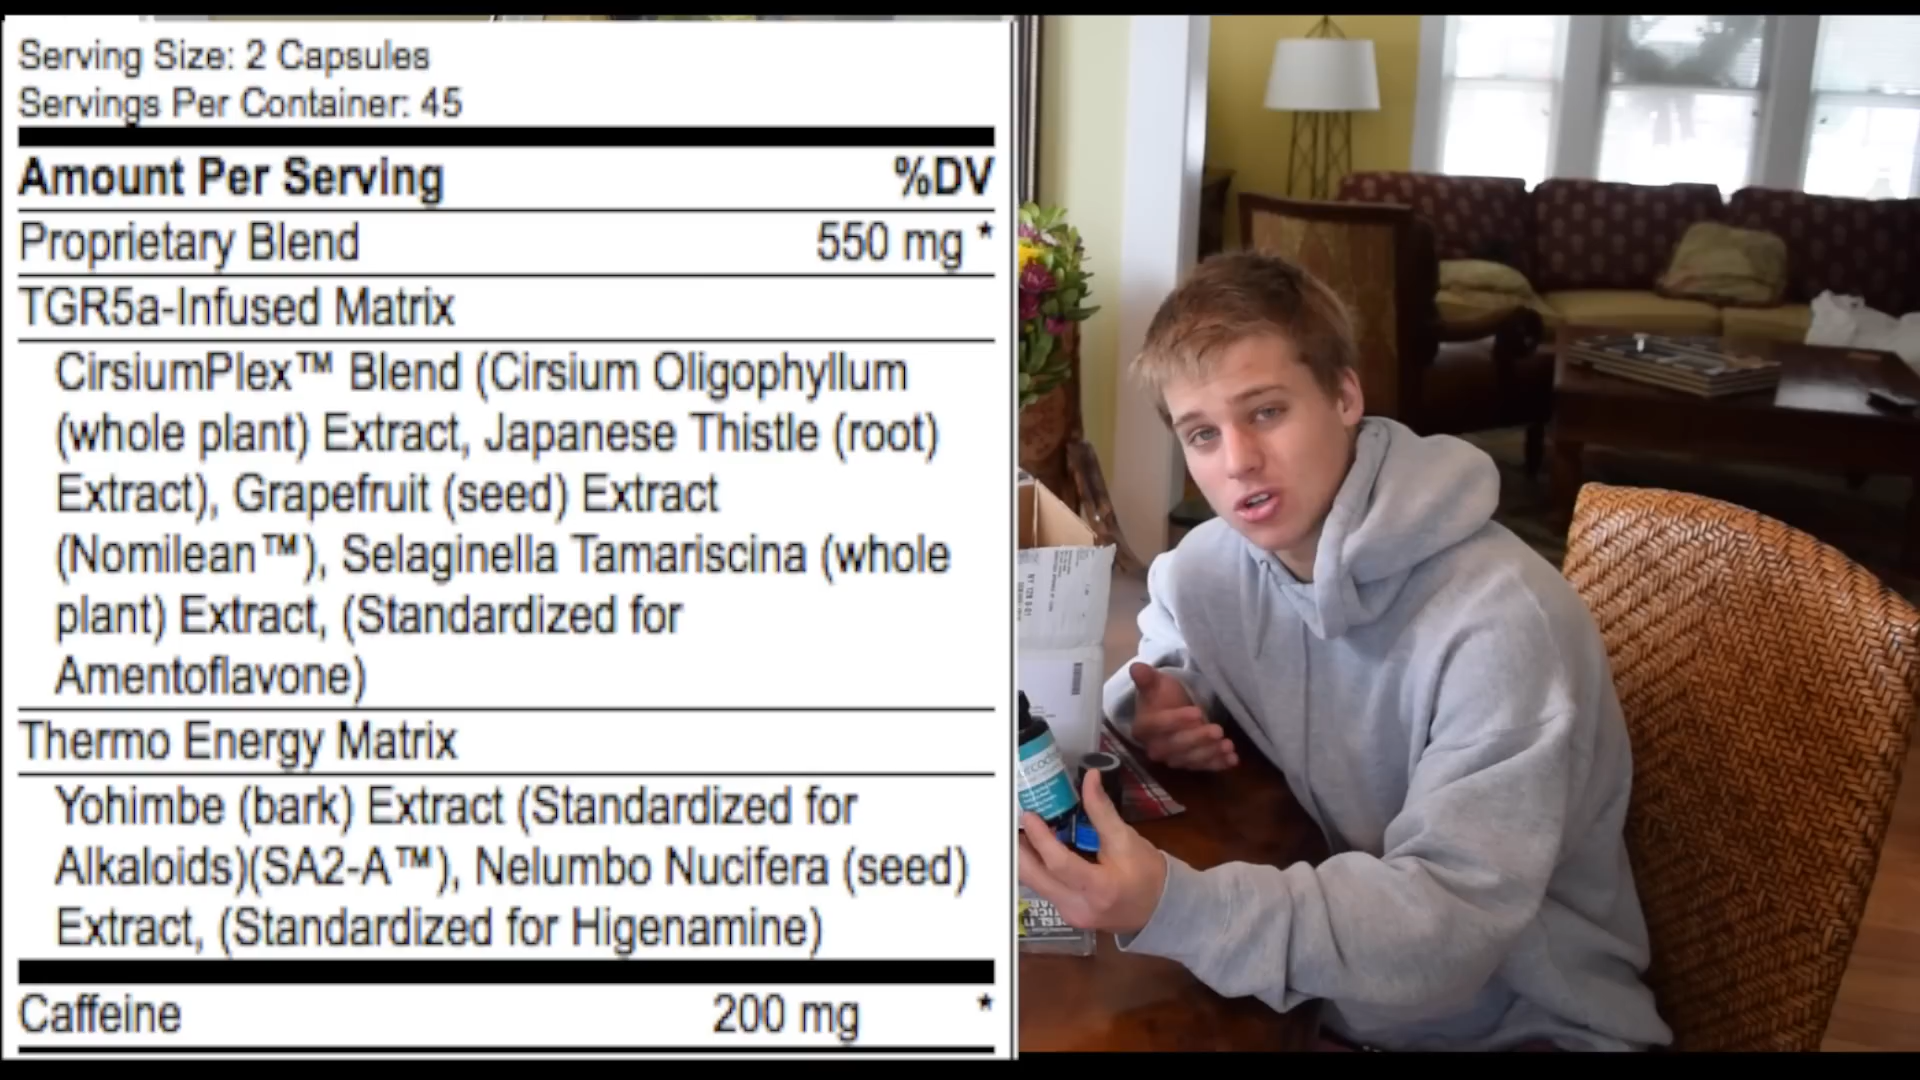 Serving Size: 2 Capsules
Servings Per Container: 45
Amount Per Serving %DV
Proprietary Blend 550 mg *
TGR5a-Infused Matrix
CirsiumPlex™ Blend (Cirsium Oligophyllum
(whole plant) Extract, Japanese Thistle (root)
Extract), Grapefruit (seed) Extract
(Nomilean™), Selaginella Tamariscina (whole
plant) Extract, (Standardized for
Amentoflavone)
Thermo Energy Matrix
Yohimbe (bark) Extract (Standardized for
Alkaloids)(SA2-A™), Nelumbo Nucifera (seed)
Extract, (Standardized for Higenamine)
Caffeine 200 mg *